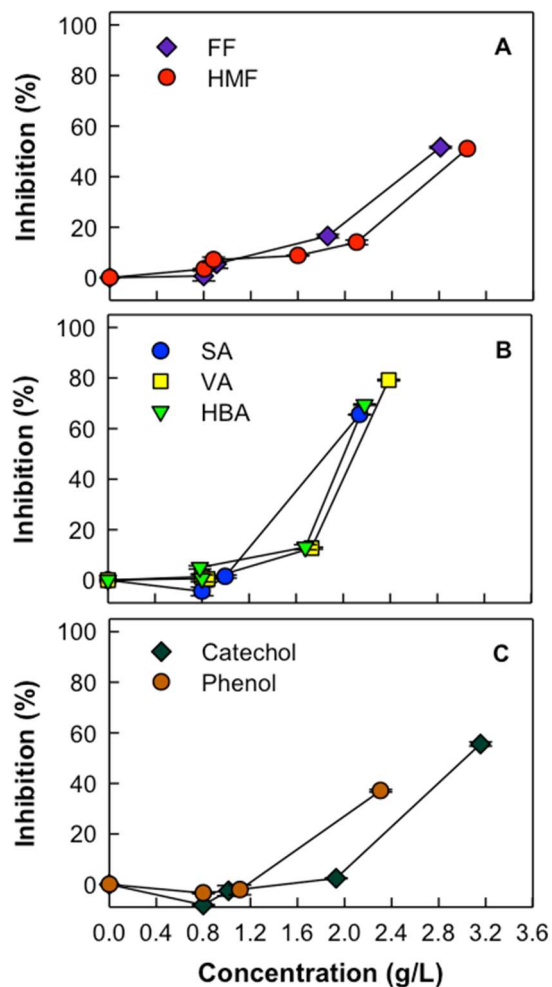 100
80
60
40
20
0
Inhibition (%)
FF
HMF
A
100
80
60
40
20
0
Inhibition (%)
SA
VA
HBA
B
100
80
60
40
20
0
Inhibition (%)
Catechol
Phenol
C
0.0 0.4 0.8 1.2 1.6 2.0 2.4 2.8 3.2 3.6
Concentration (g/L)